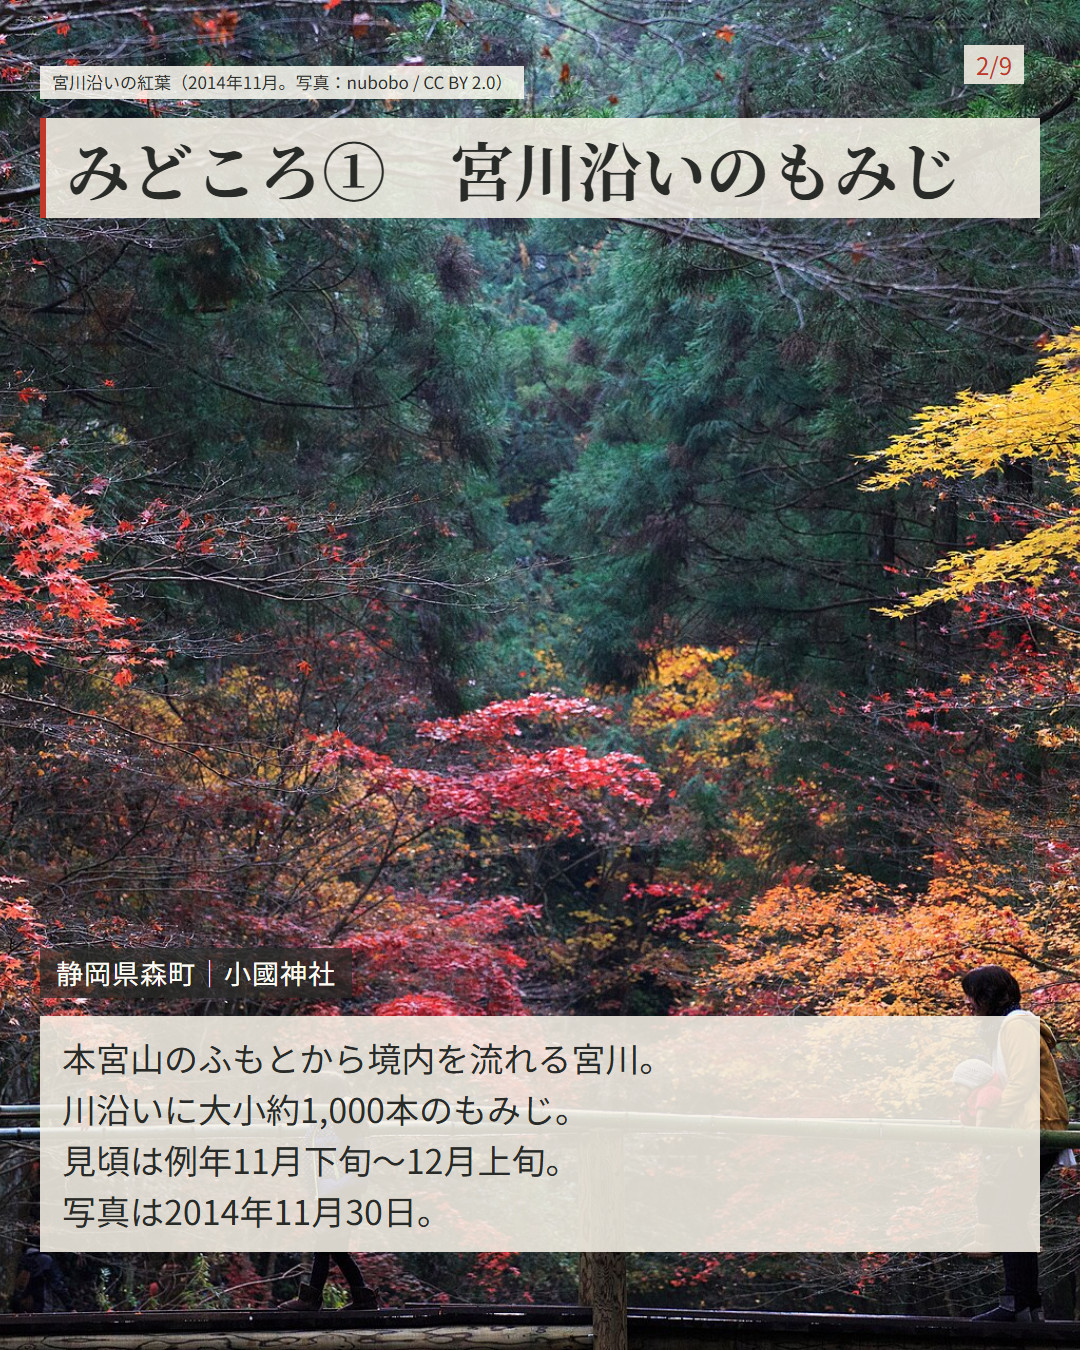 宮川沿いの紅葉（2014年11月。写真：nubobo / CC BY 2.0）
2/9
みどころ①　宮川沿いのもみじ
静岡県森町｜小國神社
本宮山のふもとから境内を流れる宮川。
川沿いに大小約1,000本のもみじ。
見頃は例年11月下旬〜12月上旬。
写真は2014年11月30日。